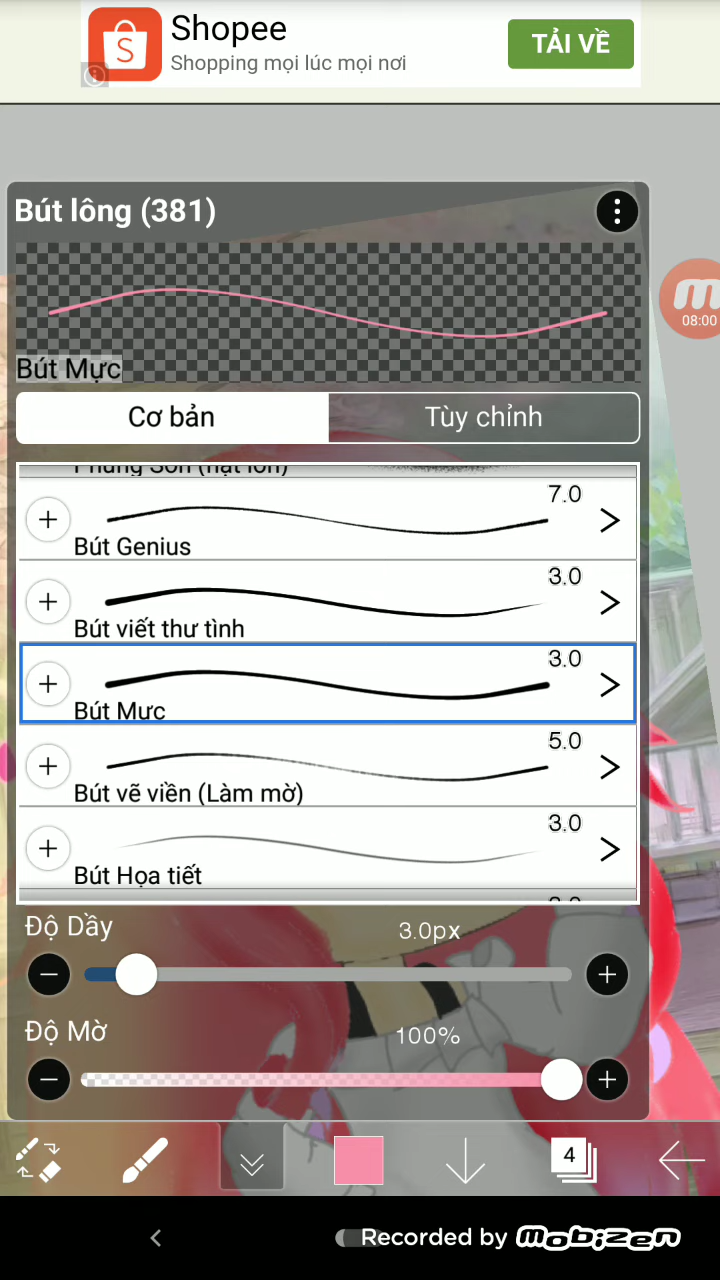 Shopee
Shopping mọi lúc mọi nơi
TẢI VỀ
Bút lông (381)
08:00
Bút Mực
Cơ bản
Tùy chỉnh
7.0
Bút Genius
3.0
Bút viết thư tình
3.0
Bút Mực
5.0
Bút vẽ viền (Làm mờ)
3.0
Bút Họa tiết
Độ Dầy
3.0px
Độ Mờ
100%
4
Recorded by mobizen